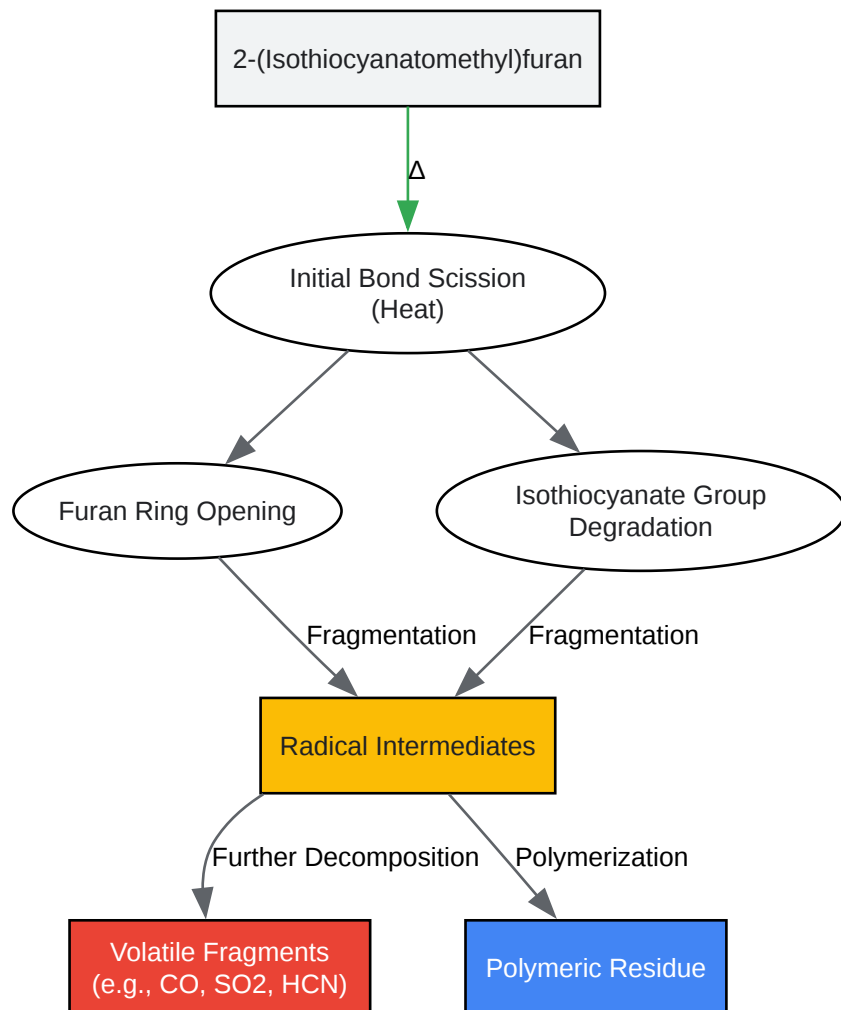 2-(Isothiocyanatomethyl)furan
Δ
Initial Bond Scission
(Heat)
Furan Ring Opening
Isothiocyanate Group
Degradation
Fragmentation
Fragmentation
Radical Intermediates
Further Decomposition
Polymerization
Volatile Fragments
(e.g., CO, SO2, HCN)
Polymeric Residue